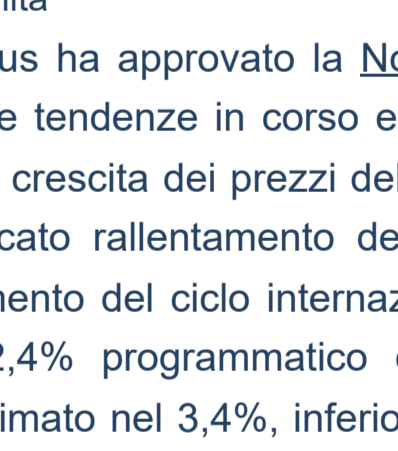 us ha approvato la No
e tendenze in corso e
crescita dei prezzi del
cato rallentamento de
mento del ciclo internaz
2,4% programmatico
imato nel 3,4%, inferio